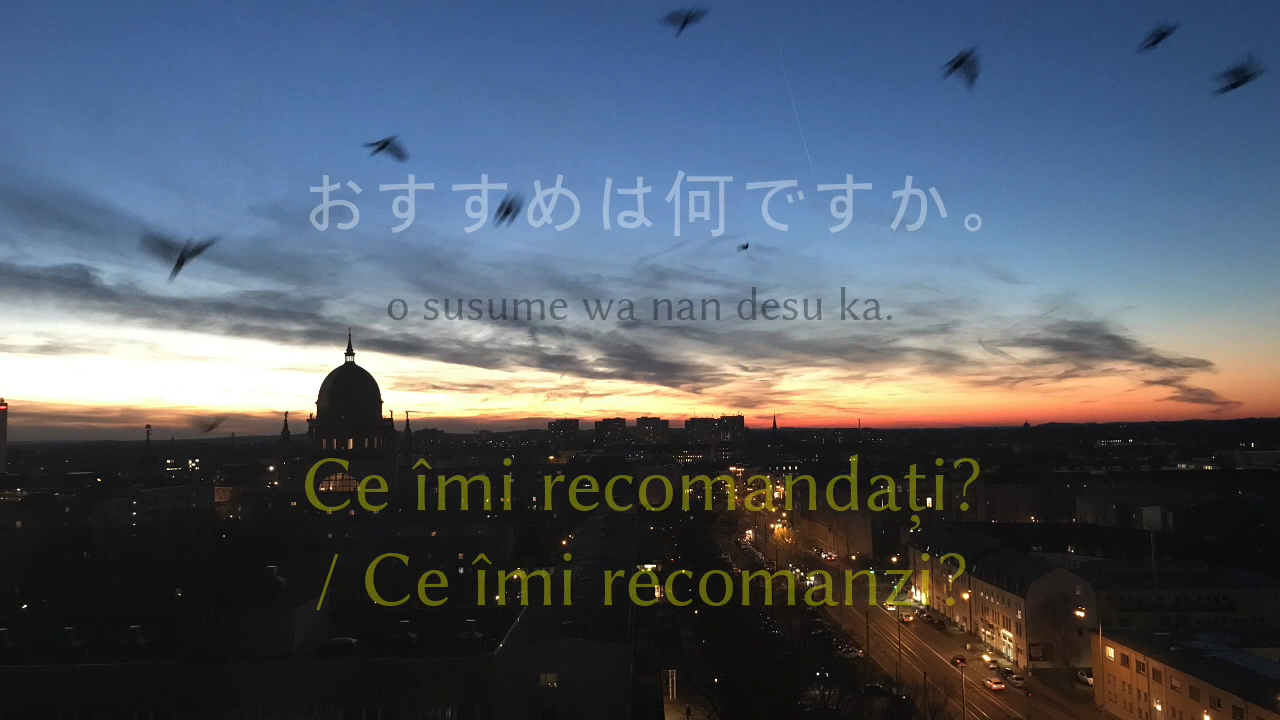 おすすめは何ですか。
o susume wa nan desu ka.
Ce îmi recomandați?
/ Ce îmi recomanzi?